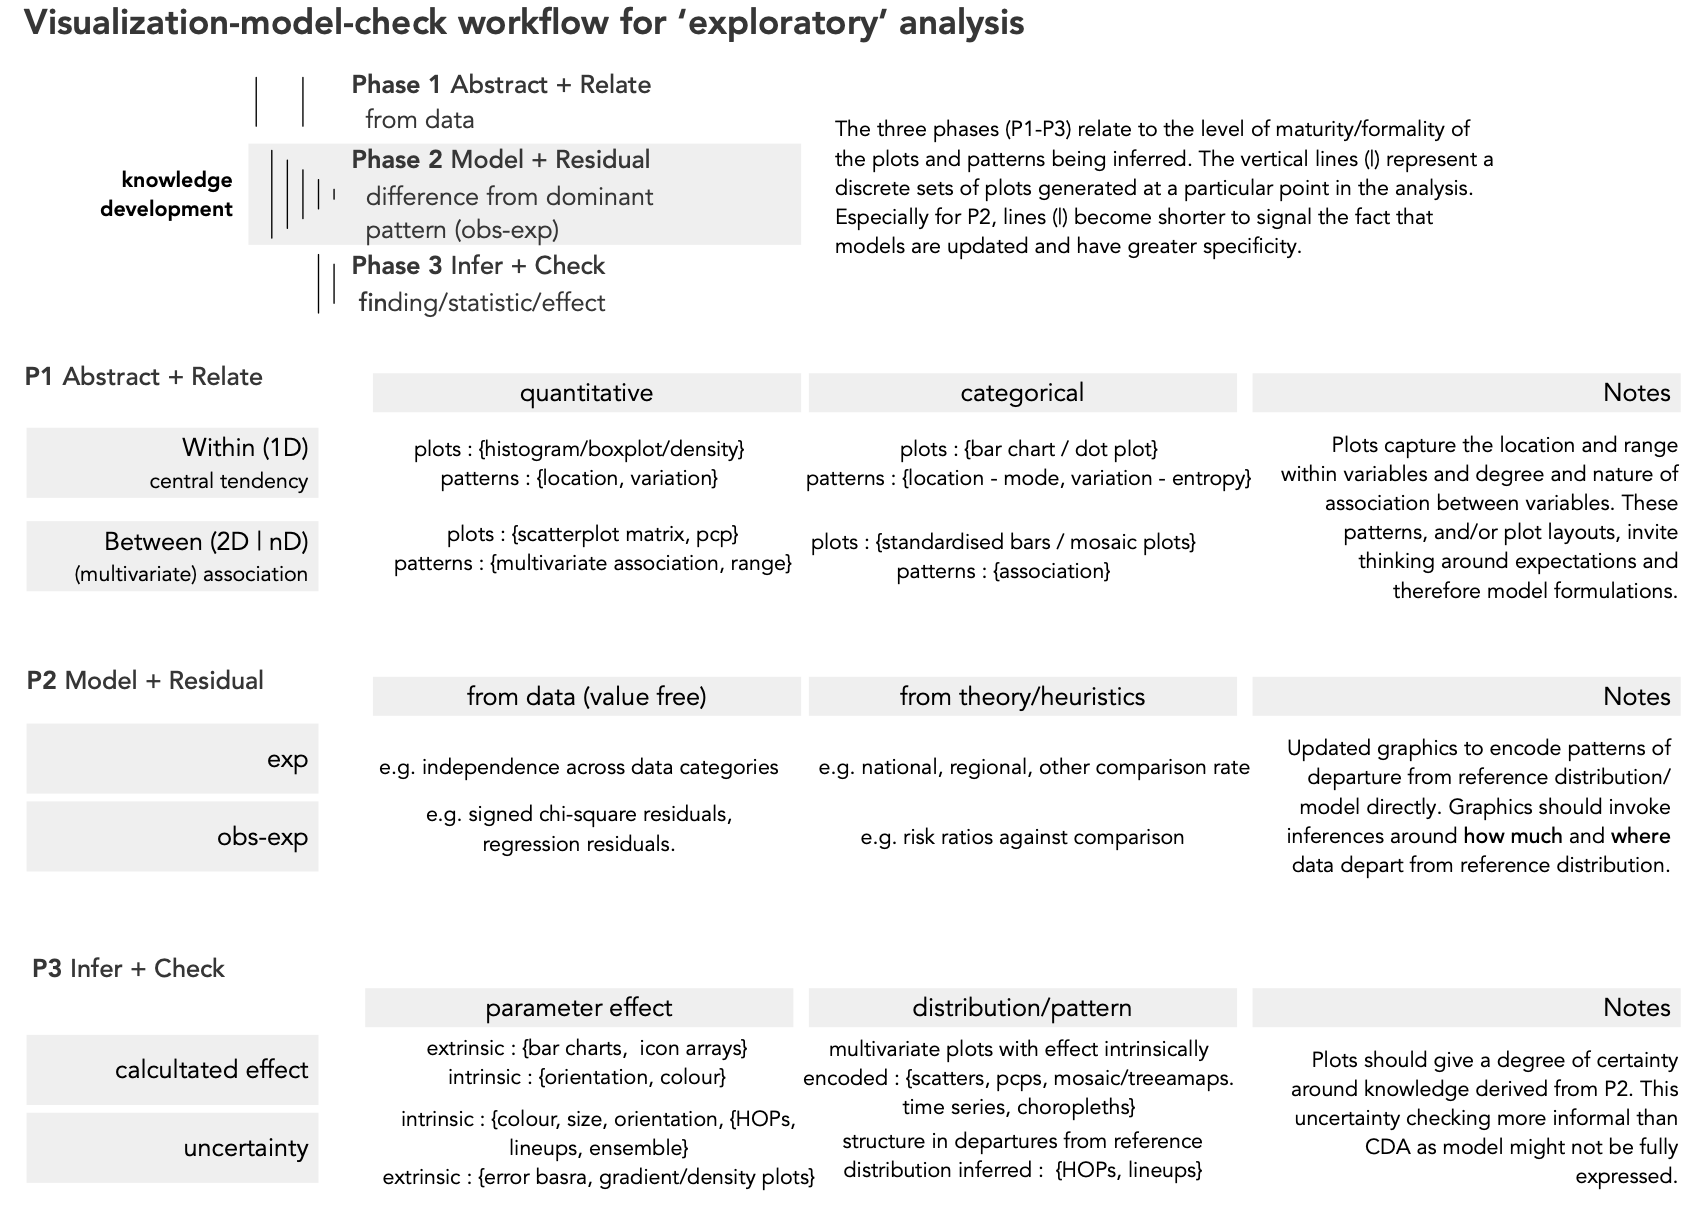 Visualization-model-check workflow for ‘exploratory’ analysis
Phase 1 Abstract + Relate
from data
knowledge
development
Phase 2 Model + Residual
difference from dominant
pattern (obs-exp)
Phase 3 Infer + Check
finding/statistic/effect
The three phases (P1-P3) relate to the level of maturity/formality of
the plots and patterns being inferred. The vertical lines (|) represent a
discrete sets of plots generated at a particular point in the analysis.
Especially for P2, lines (|) become shorter to signal the fact that
models are updated and have greater specificity.
P1 Abstract + Relate
quantitative
categorical
Notes
Within (1D)
central tendency
plots : {histogram/boxplot/density}
patterns : {location, variation}
plots : {bar chart / dot plot}
patterns : {location - mode, variation - entropy}
Between (2D | nD)
(multivariate) association
plots : {scatterplot matrix, pcp}
patterns : {multivariate association, range}
plots : {standardised bars / mosaic plots}
patterns : {association}
Plots capture the location and range
within variables and degree and nature of
association between variables. These
patterns, and/or plot layouts, invite
thinking around expectations and
therefore model formulations.
P2 Model + Residual
from data (value free)
from theory/heuristics
Notes
exp
e.g. independence across data categories
e.g. national, regional, other comparison rate
obs-exp
e.g. signed chi-square residuals,
regression residuals.
e.g. risk ratios against comparison
Updated graphics to encode patterns of
departure from reference distribution/
model directly. Graphics should invoke
inferences around how much and where
data depart from reference distribution.
P3 Infer + Check
parameter effect
distribution/pattern
Notes
calcultated effect
extrinsic : {bar charts,  icon arrays}
intrinsic : {orientation, colour}
multivariate plots with effect intrinsically
encoded : {scatters, pcps, mosaic/treeamaps.
time series, choropleths}
uncertainty
intrinsic : {colour, size, orientation, {HOPs,
lineups, ensemble}
extrinsic : {error basra, gradient/density plots}
structure in departures from reference
distribution inferred :  {HOPs, lineups}
Plots should give a degree of certainty
around knowledge derived from P2. This
uncertainty checking more informal than
CDA as model might not be fully
expressed.